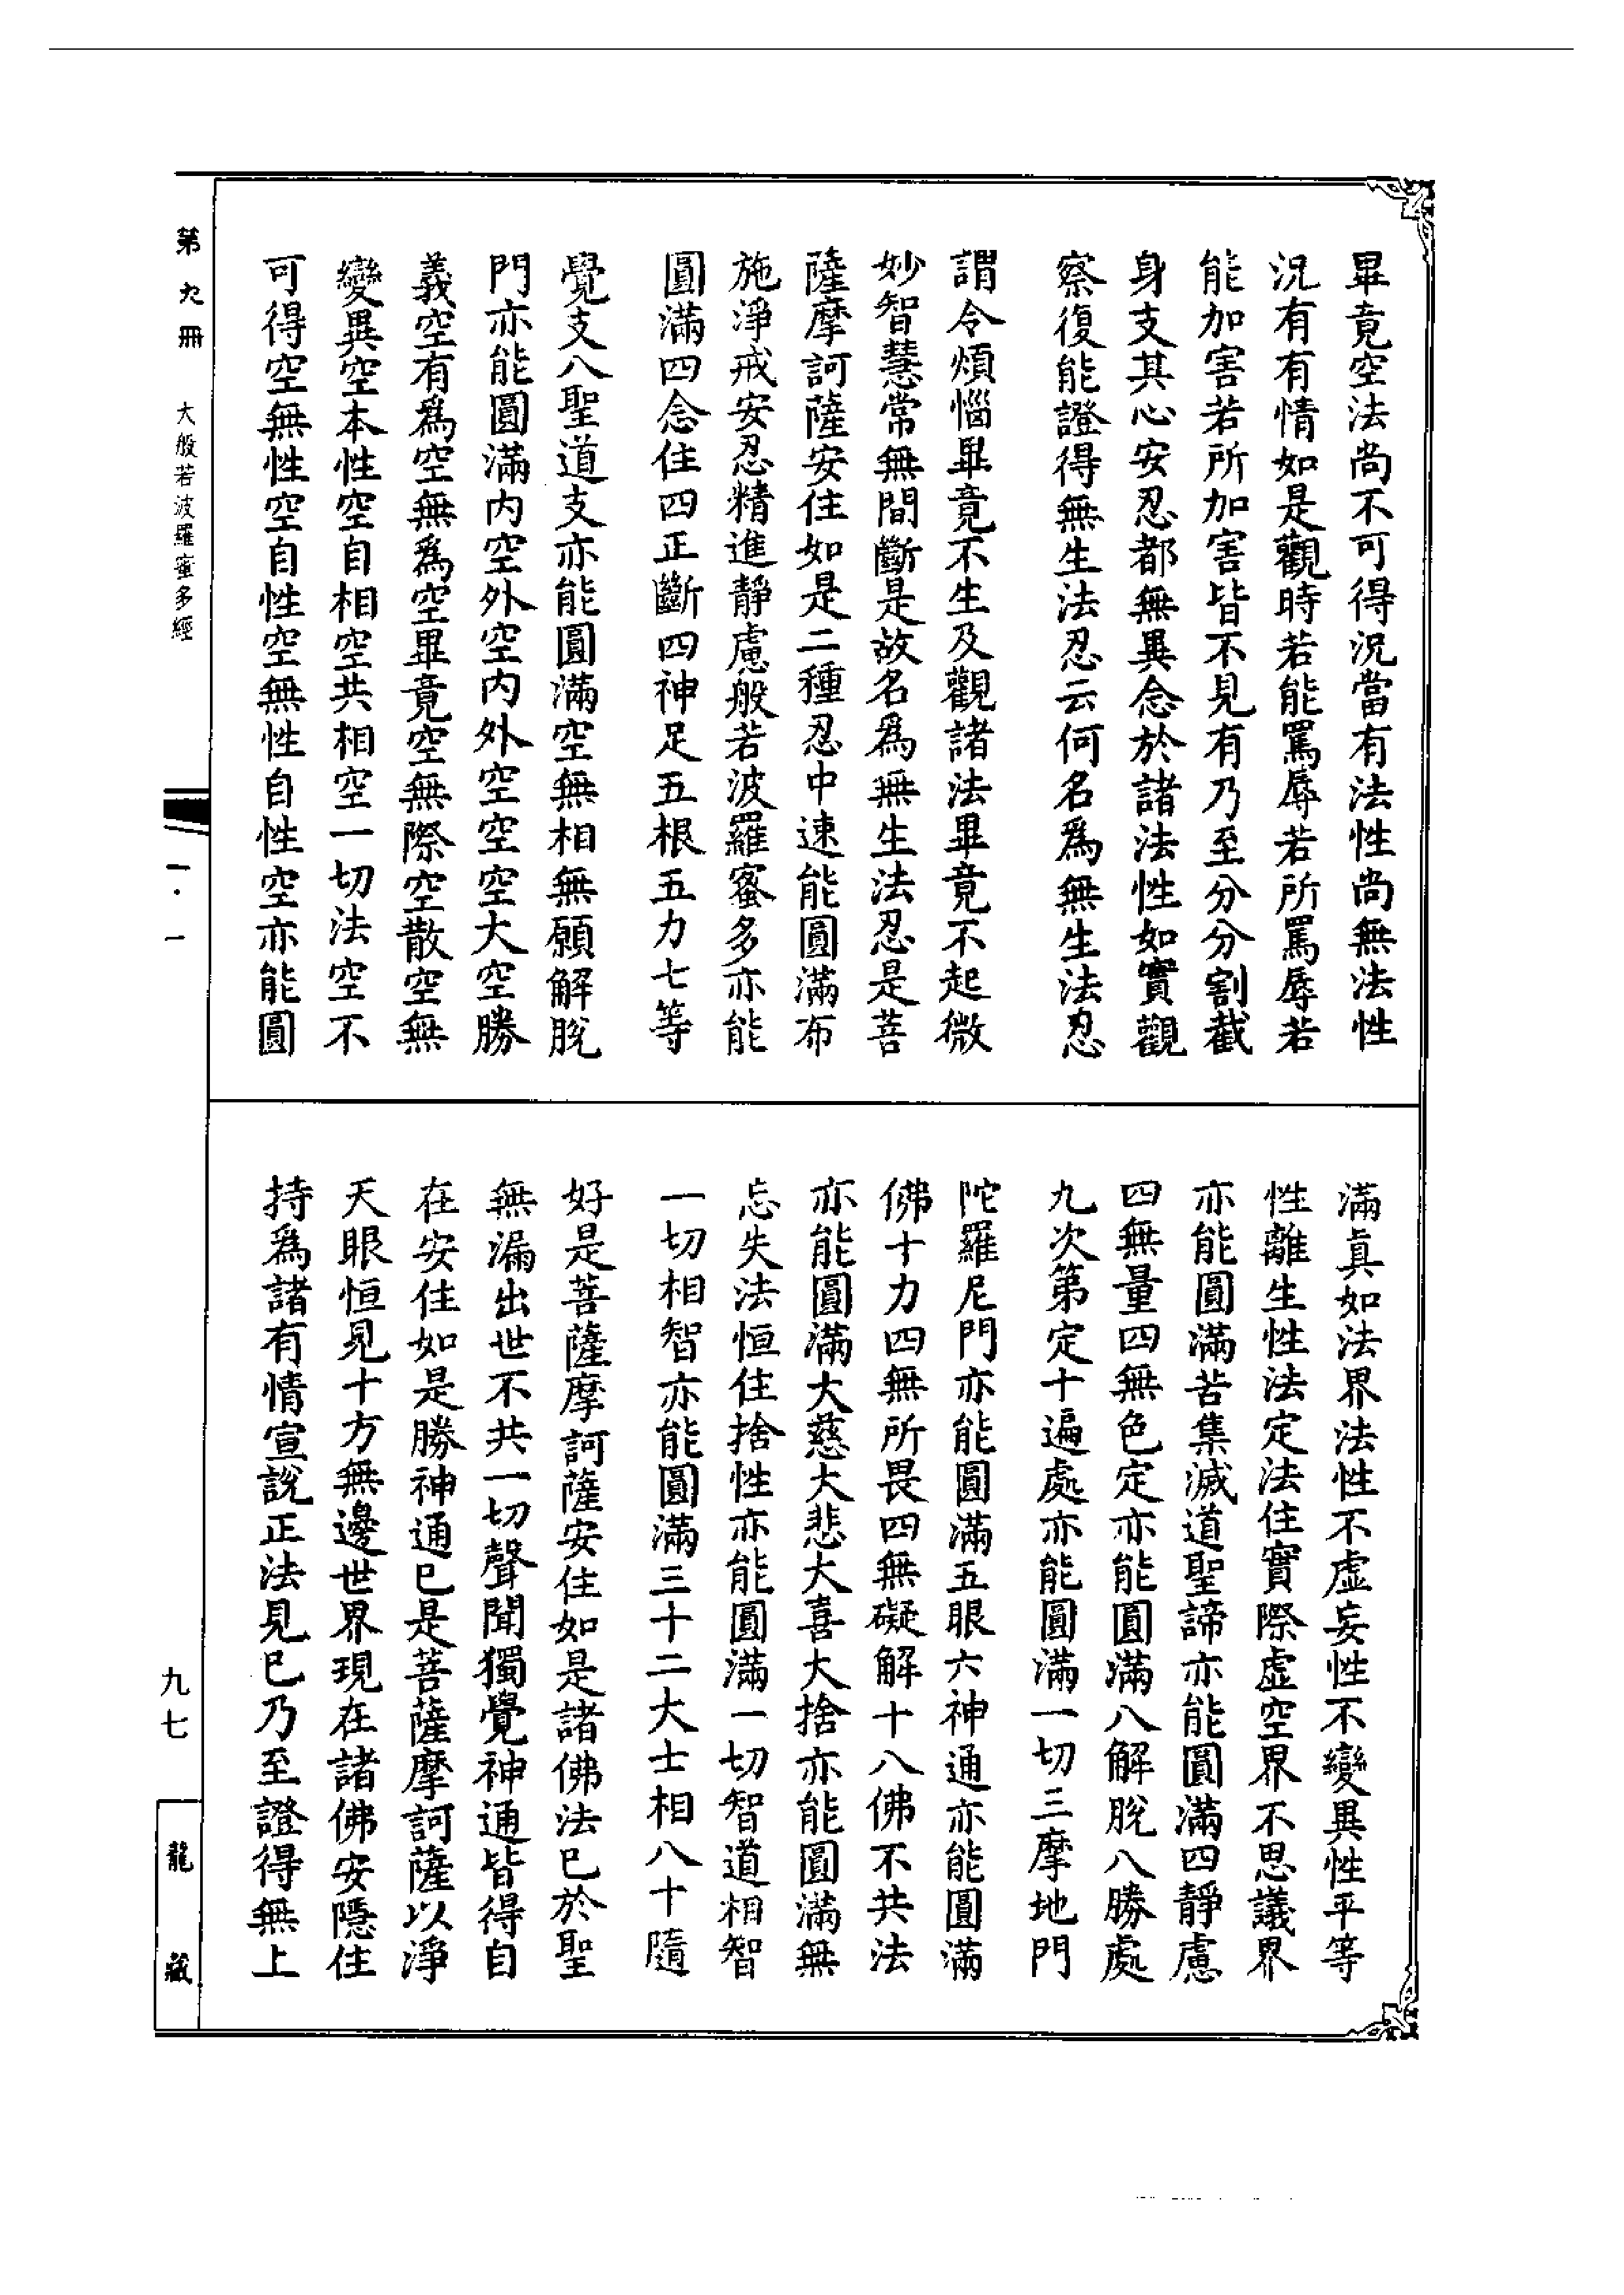 畢竟空法尚不可得況當有法性尚無法性
況有有情如是觀時若能罵辱若所罵辱若
能加害若所加害皆不見有乃至分分割截
身支其心安忍都無異念於諸法性如實觀
察復能證得無生法忍云何名爲無生法忍
謂令煩惱畢竟不生及觀諸法畢竟不起微
妙智慧常無間斷是故名爲無生法忍是菩
薩摩訶薩安住如是二種忍中速能圓滿布
施淨戒安忍精進靜慮般若波羅蜜多亦能
圓滿四念住四正斷四神足五根五力七等
覺支八聖道支亦能圓滿空無相無願解脫
門亦能圓滿內空外空內外空空空大空勝
義空有爲空無爲空畢竟空無際空散空無
變異空本性空自相空共相空一切法空不
可得空無性空自性空無性自性空亦能圓
滿真如法界法性不虛妄性不變異性平等
性離生性法定法住實際虛空界不思議界
亦能圓滿苦集滅道聖諦亦能圓滿四靜慮
四無量四無色定亦能圓滿八解脫八勝處
九次第定十遍處亦能圓滿一切三摩地門
陀羅尼門亦能圓滿五眼六神通亦能圓滿
佛十力四無所畏四無礙解十八佛不共法
亦能圓滿大慈大悲大喜大捨亦能圓滿無
忘失法恒住捨性亦能圓滿一切智道相智
一切相智亦能圓滿三十二大士相八十隨
好是菩薩摩訶薩安住如是諸佛法已於聖
無漏出世不共一切聲聞獨覺神通皆得自
在安住如是勝神通已是菩薩摩訶薩以淨
天眼恒見十方無邊世界現在諸佛安隱住
持爲諸有情宣說正法見已乃至證得無上
第九冊 大般若波羅蜜多經
一·一
九七
龍藏